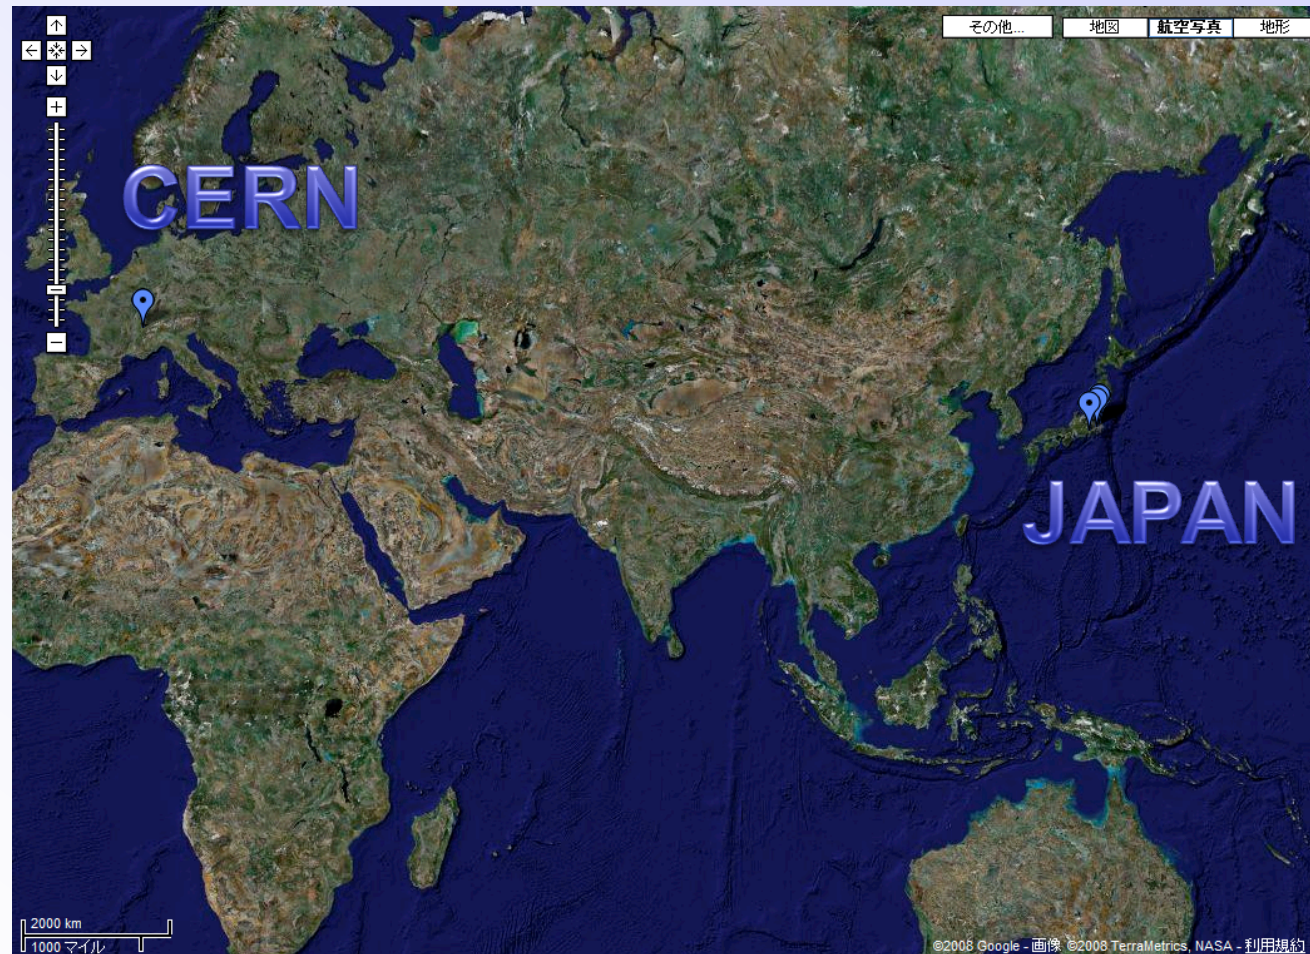 その他... 地図 航空写真 地形
CERN
JAPAN
2000 km
1000 マイル
©2008 Google - 画像 ©2008 TerraMetrics, NASA - 利用規約